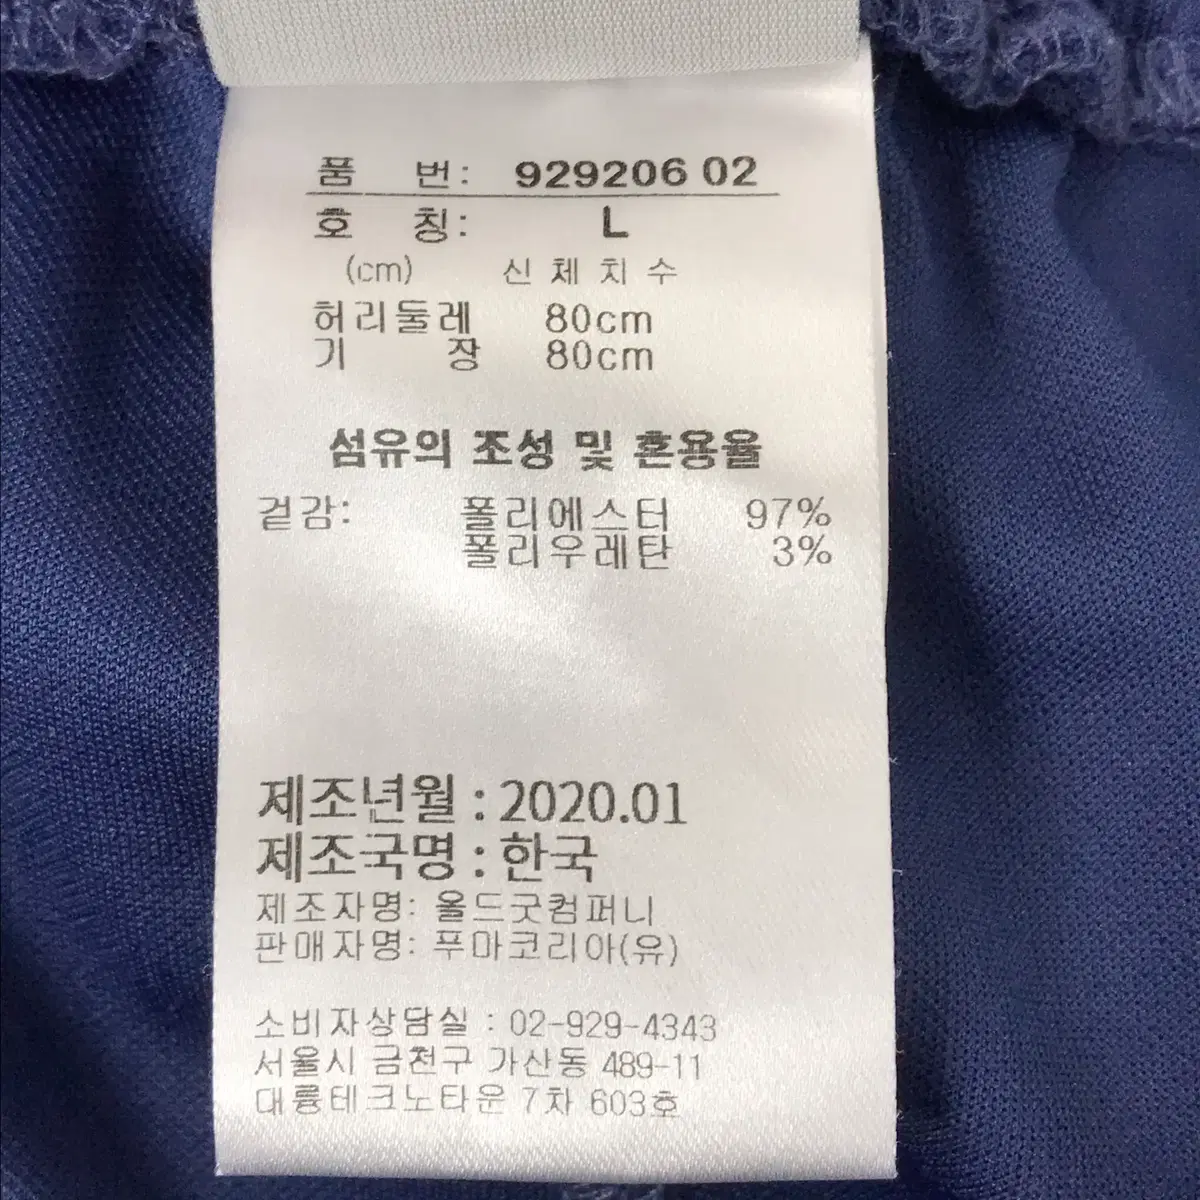 품 번: 929206 02
호 칭: L
(cm) 신체치수
허리둘레 80cm
기 장 80cm
섬유의 조성 및 혼용율
겉감: 폴리에스터 97%
폴리우레탄 3%
제조년월 : 2020.01
제조국명 : 한국
제조자명: 올드굿컴퍼니
판매자명: 푸마코리아(유)
소비자상담실 : 02-929-4343
서울시 금천구 가산동 489-11
대륭테크노타운 7차 603호